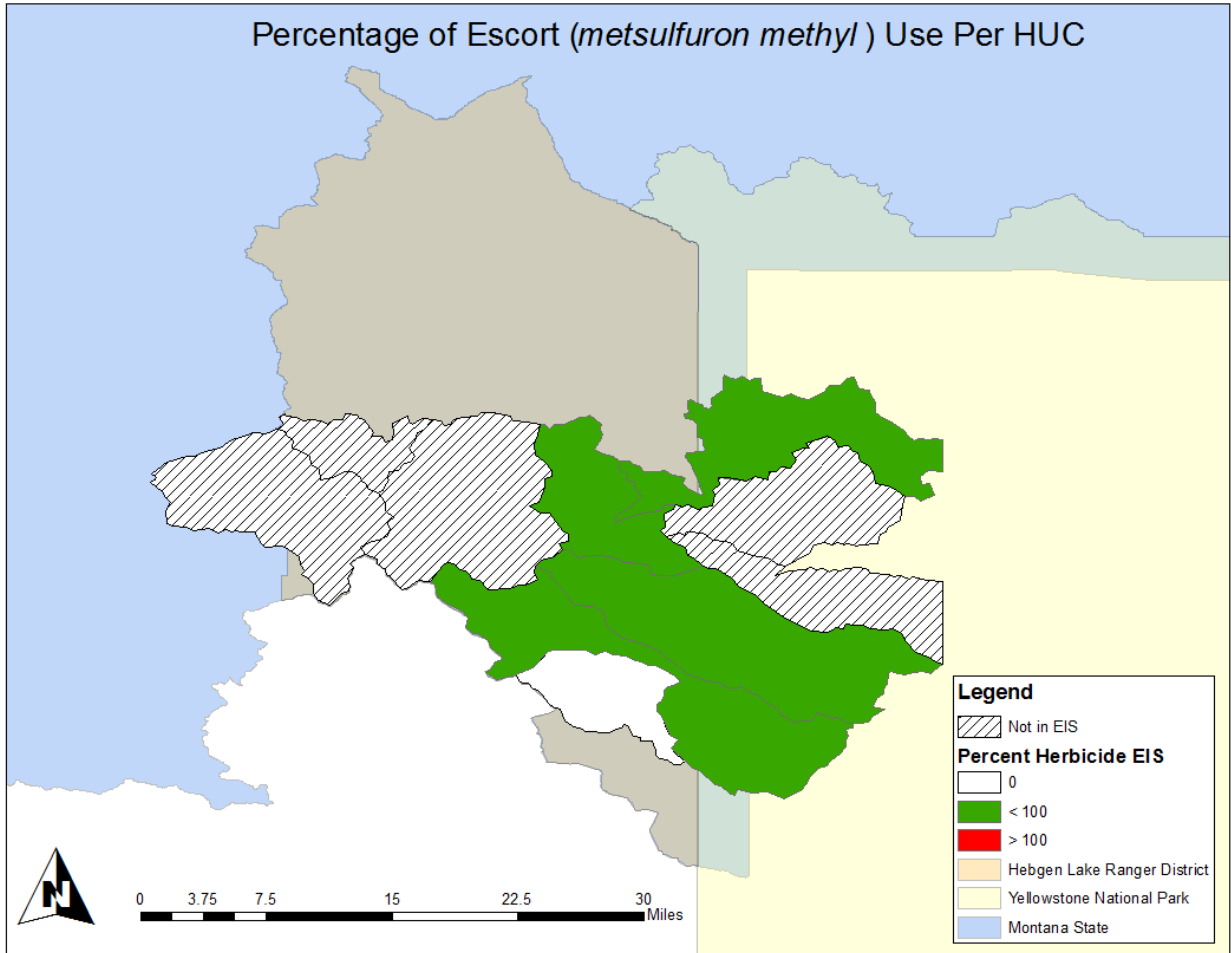 Percentage of Escort (metsulfuron methyl ) Use Per HUC
Legend
Not in EIS
Percent Herbicide EIS
0
< 100
> 100
Hebgen Lake Ranger District
Yellowstone National Park
Montana State
N
0 3.75 7.5 15 22.5 30
Miles